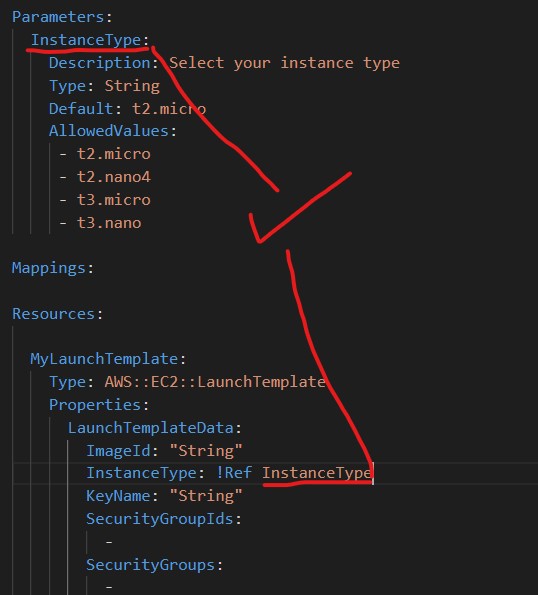 Parameters:
InstanceType:
Description: Select your instance type
Type: String
Default: t2.micro
AllowedValues:
- t2.micro
- t2.nano4
- t3.micro
- t3.nano
Mappings:
Resources:
MyLaunchTemplate:
Type: AWS::EC2::LaunchTemplate
Properties:
LaunchTemplateData:
ImageId: "String"
InstanceType: !Ref InstanceType
KeyName: "String"
SecurityGroupIds:
-
SecurityGroups:
-